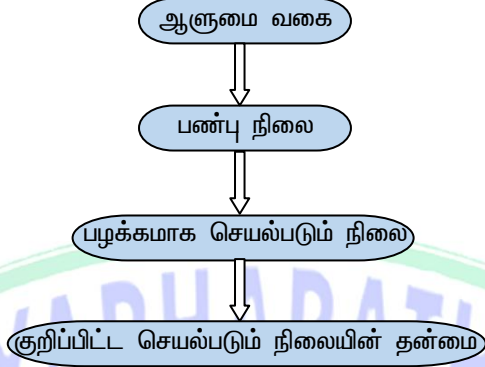 ஆளுமை வகை
பண்பு நிலை
பழக்கமாக செயல்படும் நிலை
குறிப்பிட்ட செயல்படும் நிலையின் தன்மை